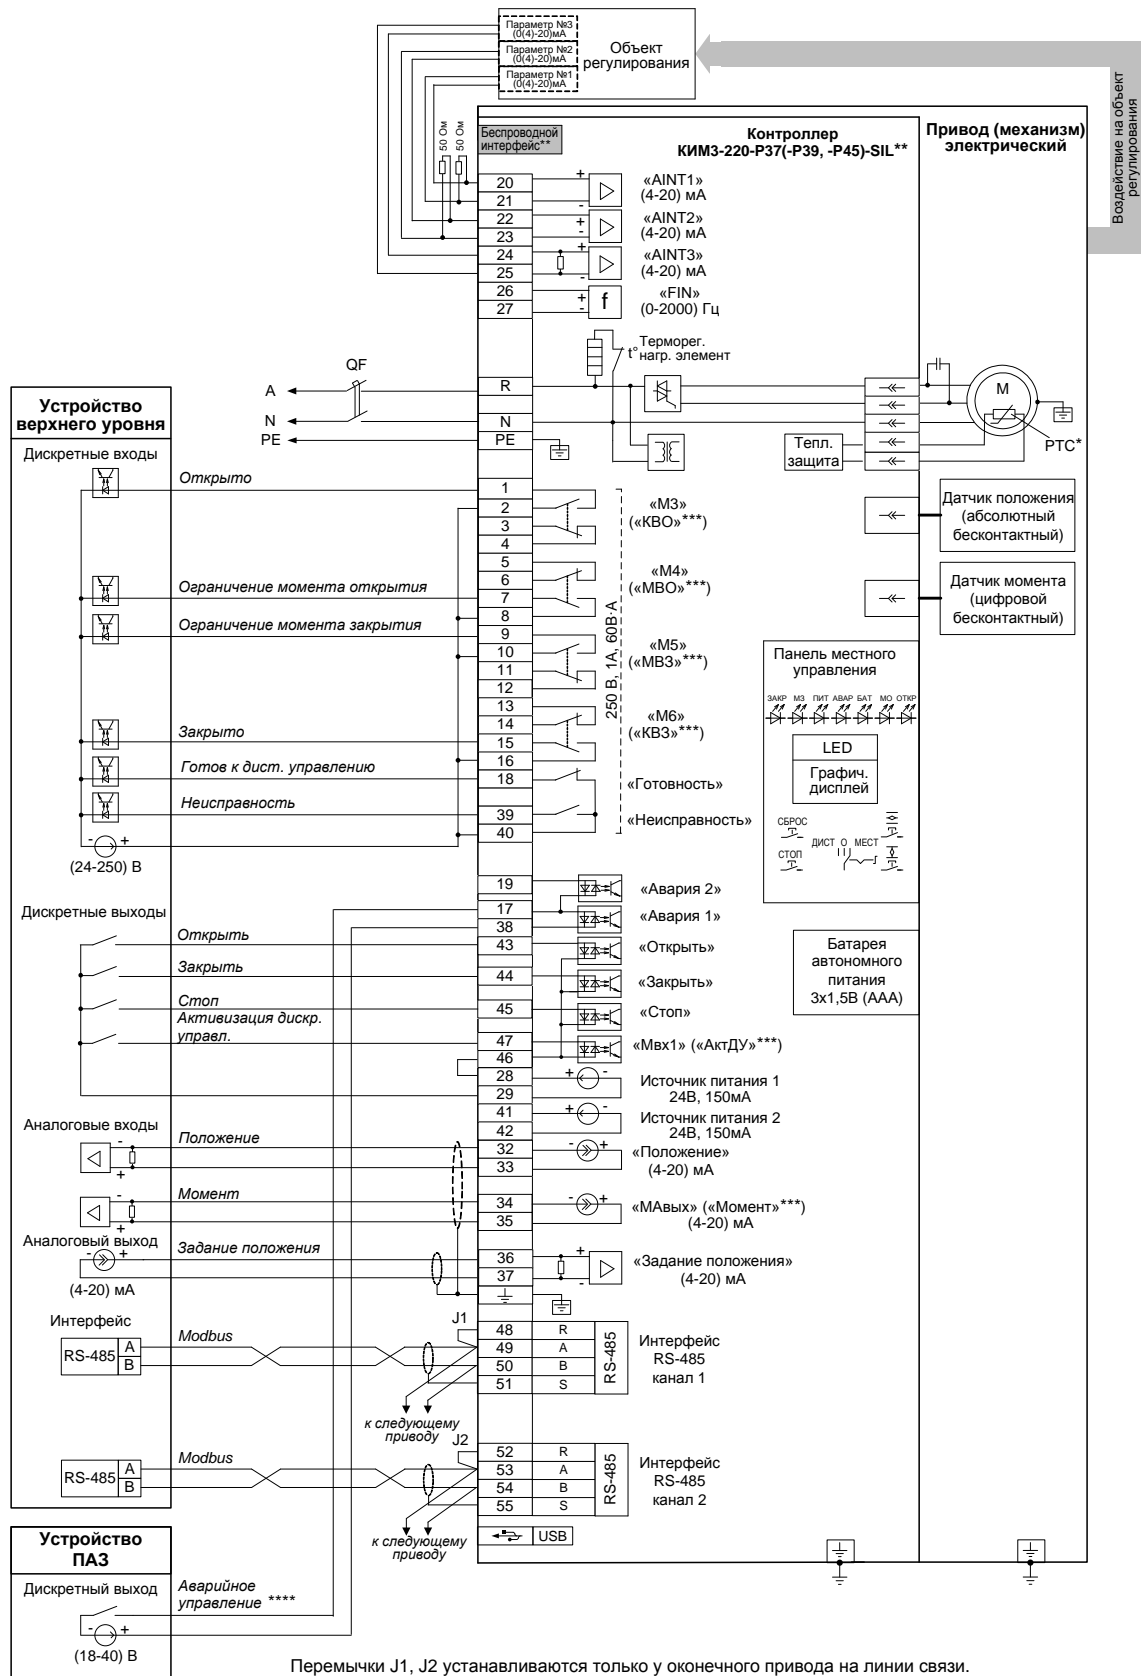 Параметр №3
(0(4)-20)мА
Параметр №2
(0(4)-20)мА
Параметр №1
(0(4)-20)мА
Объект
регулирования
Воздействие на объект
регулирования
50 Ом
50 Ом
Беспроводной
интерфейс**
Контроллер
КИМ3-220-Р37(-Р39, -Р45)-SIL**
Привод (механизм)
электрический
20
21
22
23
24
25
26
27
+
-
«AINT1»
(4-20) мА
+
-
«AINT2»
(4-20) мА
+
-
«AINT3»
(4-20) мА
+
-
f
«FIN»
(0-2000) Гц
t°
Терморег.
нагр. элемент
QF
A
N
PE
R
N
PE
M
PTC*
Тепл.
защита
Устройство
верхнего уровня
Дискретные входы
Открыто
Ограничение момента открытия
Ограничение момента закрытия
Закрыто
Готов к дист. управлению
Неисправность
- +
(24-250) В
1
2
3
4
5
6
7
8
9
10
11
12
13
14
15
16
18
39
40
«М3»
(«КВО»***)
«М4»
(«МВО»***)
«М5»
(«МВЗ»***)
«М6»
(«КВЗ»***)
«Готовность»
«Неисправность»
250 В, 1А, 60В·А
Датчик положения
(абсолютный
бесконтактный)
Датчик момента
(цифровой
бесконтактный)
Панель местного
управления
ЗАКР МЗ ПИТ АВАР БАТ МО ОТКР
LED
Графич.
дисплей
СБРОС
СТОП
ДИСТ О МЕСТ
Батарея
автономного
питания
3х1,5В (ААА)
Дискретные выходы
Открыть
Закрыть
Стоп
Активизация дискр.
управл.
19
17
38
43
44
45
47
46
28
29
41
42
32
33
34
35
36
37
«Авария 2»
«Авария 1»
«Открыть»
«Закрыть»
«Стоп»
«Мвх1» («АктДУ»***)
+ -
Источник питания 1
24В, 150мА
+ -
Источник питания 2
24В, 150мА
- +
«Положение»
(4-20) мА
- +
«МАвых» («Момент»***)
(4-20) мА
+
-
«Задание положения»
(4-20) мА
Аналоговые входы
-
+
Положение
-
+
Момент
Аналоговый выход
- +
Задание положения
(4-20) мА
Интерфейс
RS-485
A
B
Modbus
J1
48 R
49 A
50 B
51 S
RS-485
Интерфейс
RS-485
канал 1
к следующему
приводу
RS-485
A
B
Modbus
J2
52 R
53 A
54 B
55 S
RS-485
Интерфейс
RS-485
канал 2
к следующему
приводу
USB
Устройство
ПАЗ
Дискретный выход
Аварийное
управление ****
- +
(18-40) В
Перемычки J1, J2 устанавливаются только у оконечного привода на линии связи.